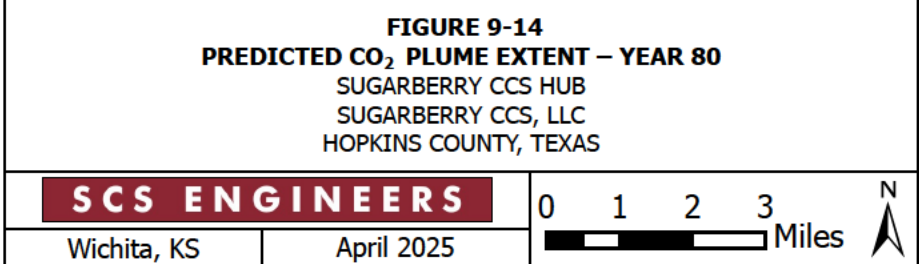 FIGURE 9-14
PREDICTED CO₂ PLUME EXTENT – YEAR 80
SUGARBERRY CCS HUB
SUGARBERRY CCS, LLC
HOPKINS COUNTY, TEXAS
SCS ENGINEERS
Wichita, KS
April 2025
0 1 2 3
Miles
N